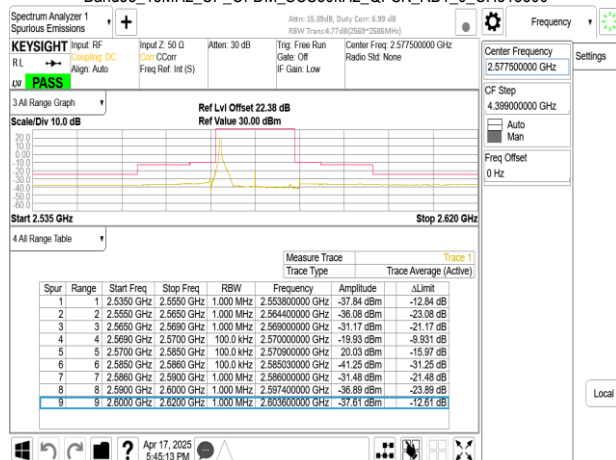 Spectrum Analyzer 1
Spurious Emissions
Attn: 15.39dB, Duty Corr: 6.99 dB
RBW Trans:4.77dB(2569~2586MHz)
Frequency
Settings
KEYSIGHT
RL
Input: RF
Coupling: DC
Align: Auto
Input Z: 50 Ω
Corr CCorr
Freq Ref: Int (S)
Atten: 30 dB
Trig: Free Run
Gate: Off
IF Gain: Low
Center Freq: 2.577500000 GHz
Radio Std: None
LXI PASS
Center Frequency
2.577500000 GHz
CF Step
4.399000000 GHz
Auto
Man
Freq Offset
0 Hz
3 All Range Graph
Scale/Div 10.0 dB
Ref Lvl Offset 22.38 dB
Ref Value 30.00 dBm
20.0
10.0
0.00
-10.0
-20.0
-30.0
-40.0
-50.0
-60.0
Start 2.535 GHz
Stop 2.620 GHz
4 All Range Table
Measure Trace Trace 1
Trace Type Trace Average (Active)
Spur Range Start Freq Stop Freq RBW Frequency Amplitude ΔLimit
1 1 2.5350 GHz 2.5550 GHz 1.000 MHz 2.553800000 GHz -37.84 dBm -12.84 dB
2 2 2.5550 GHz 2.5650 GHz 1.000 MHz 2.564400000 GHz -36.08 dBm -23.08 dB
3 3 2.5650 GHz 2.5690 GHz 1.000 MHz 2.569000000 GHz -31.17 dBm -21.17 dB
4 4 2.5690 GHz 2.5700 GHz 100.0 kHz 2.570000000 GHz -19.93 dBm -9.931 dB
5 5 2.5700 GHz 2.5850 GHz 100.0 kHz 2.570900000 GHz 20.03 dBm -15.97 dB
6 6 2.5850 GHz 2.5860 GHz 100.0 kHz 2.585030000 GHz -41.25 dBm -31.25 dB
7 7 2.5860 GHz 2.5900 GHz 1.000 MHz 2.586000000 GHz -31.48 dBm -21.48 dB
8 8 2.5900 GHz 2.6000 GHz 1.000 MHz 2.597400000 GHz -36.89 dBm -23.89 dB
9 9 2.6000 GHz 2.6200 GHz 1.000 MHz 2.603600000 GHz -37.61 dBm -12.61 dB
Local
Apr 17, 2025
5:45:13 PM